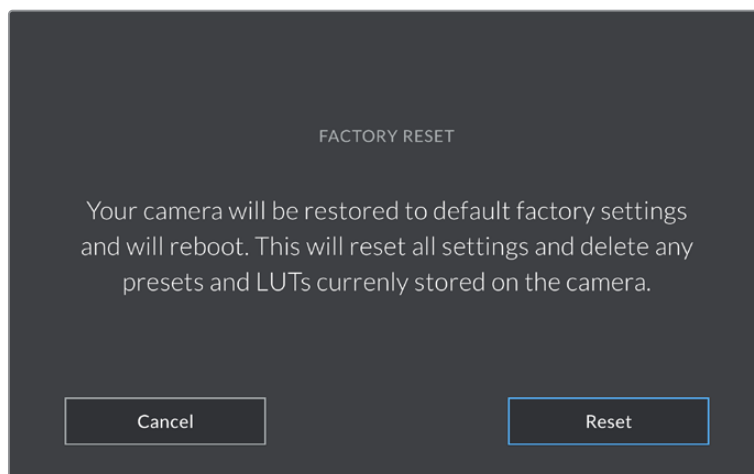 FACTORY RESET
Your camera will be restored to default factory settings
and will reboot. This will reset all settings and delete any
presets and LUTs currenly stored on the camera.
Cancel
Reset